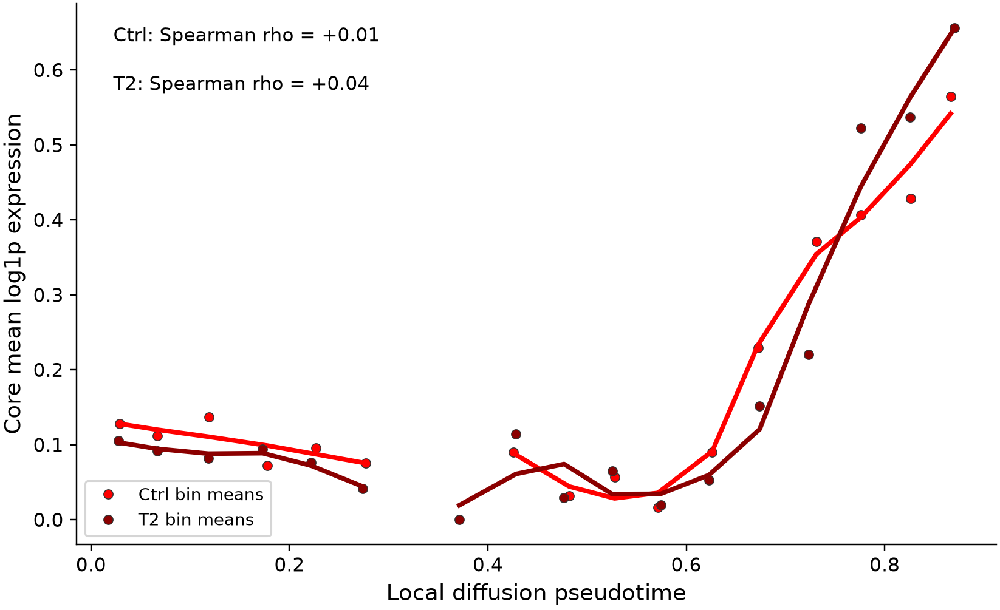 Ctrl: Spearman rho = +0.01
T2: Spearman rho = +0.04
Core mean log1p expression
0.6
0.5
0.4
0.3
0.2
0.1
0.0
Ctrl bin means
T2 bin means
0.0 0.2 0.4 0.6 0.8
Local diffusion pseudotime